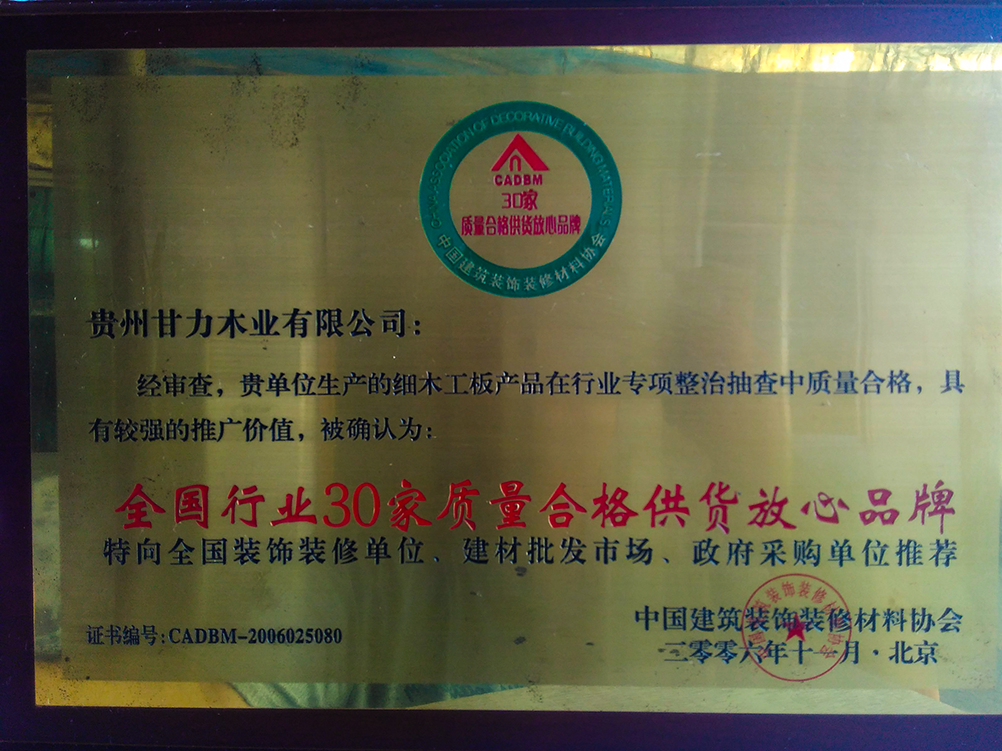 CHINA ASSOCIATION OF DECORATIVE BUILDING MATERIALS
CADBM
30家
质量合格供货放心品牌
中国建筑装饰装修材料协会
贵州甘力木业有限公司:
经审查，贵单位生产的细木工板产品在行业专项整治抽查中质量合格，具
有较强的推广价值，被确认为:
全国行业30家质量合格供货放心品牌
特向全国装饰装修单位、建材批发市场、政府采购单位推荐
中国建筑装饰装修材料协会
证书编号:CADBM-2006025080
二零零六年十一月·北京